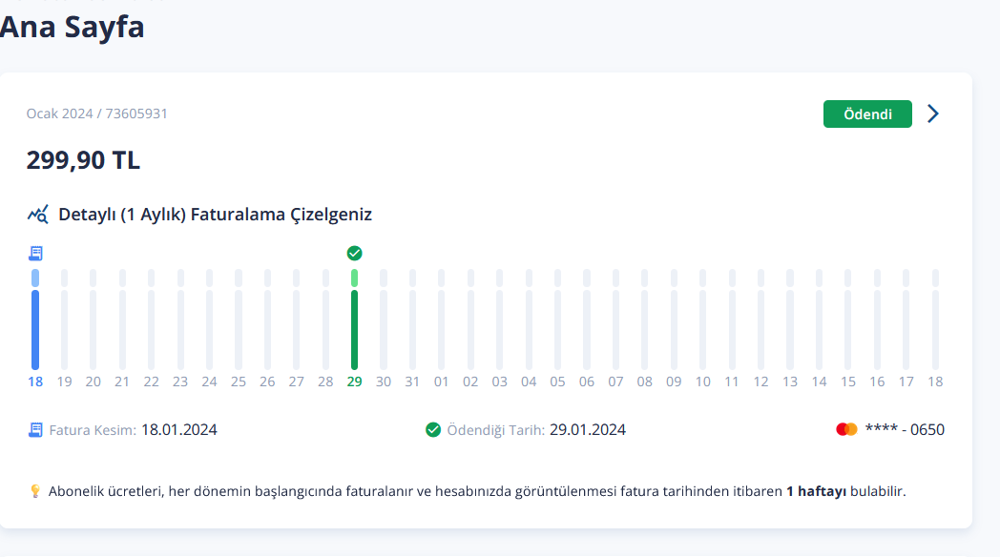 Ana Sayfa
Ocak 2024 / 73605931
Ödendi
299,90 TL
Detaylı (1 Aylık) Faturalama Çizelgeniz
18 19 20 21 22 23 24 25 26 27 28 29 30 31 01 02 03 04 05 06 07 08 09 10 11 12 13 14 15 16 17 18
Fatura Kesim: 18.01.2024
Ödendiği Tarih: 29.01.2024
**** - 0650
Abonelik ücretleri, her dönemin başlangıcında faturalanır ve hesabınızda görüntülenmesi fatura tarihinden itibaren 1 haftayı bulabilir.